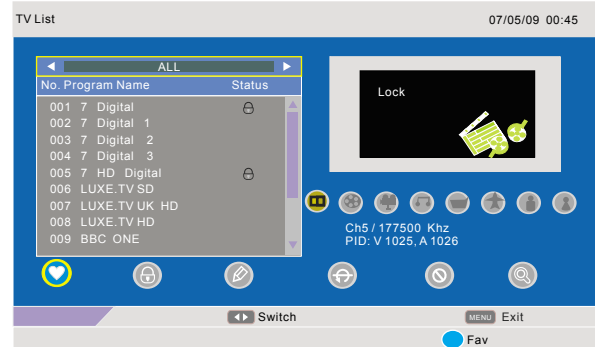 TV List
07/05/09 00:45
ALL
No. Program Name Status
001 7 Digital
002 7 Digital 1
003 7 Digital 2
004 7 Digital 3
005 7 HD Digital
006 LUXE.TV SD
007 LUXE.TV UK HD
008 LUXE.TV HD
009 BBC ONE
Lock
Ch5 / 177500 Khz
PID: V 1025, A 1026
Switch
MENU Exit
Fav